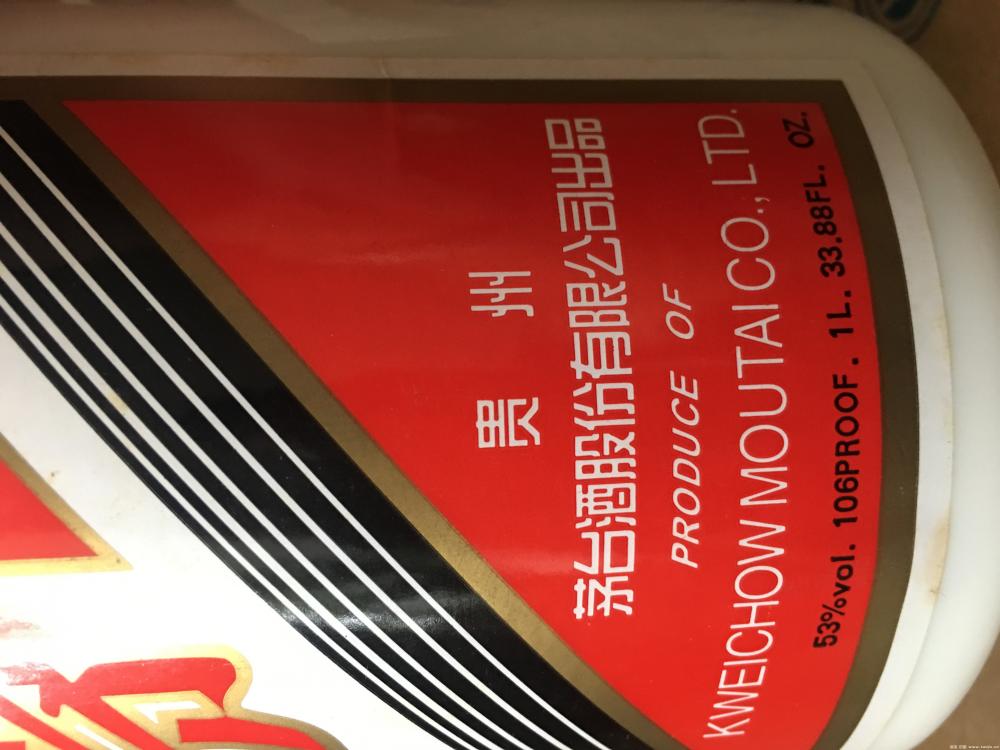 贵州
茅台酒股份有限公司出品
PRODUCE OF
KWEICHOW MOUTAI CO., LTD.
53%vol. 106PROOF. 1L. 33.88FL. OZ.